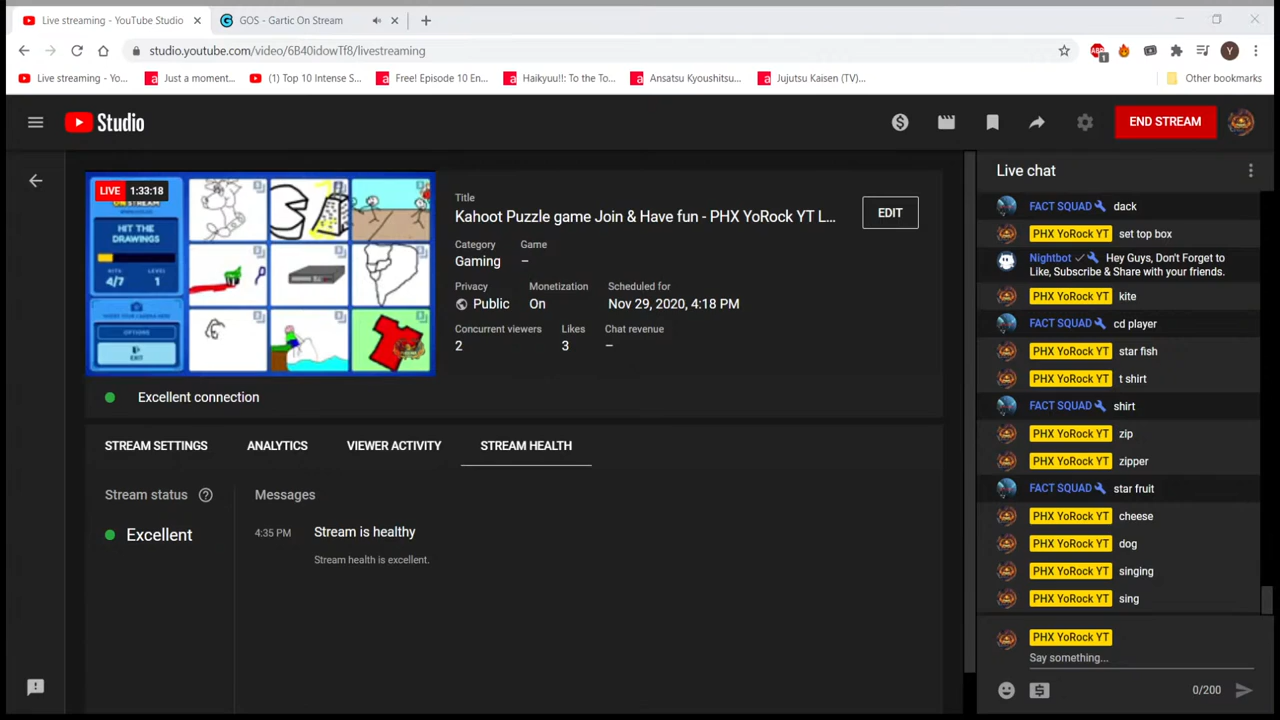 Live streaming - YouTube Studio
GOS - Gartic On Stream
studio.youtube.com/video/6B40idowTf8/livestreaming
ABP
1
Y
Live streaming - Yo...
Just a moment...
(1) Top 10 Intense S...
Free! Episode 10 En...
Haikyuu!!: To the To...
Ansatsu Kyoushitsu...
Jujutsu Kaisen (TV)...
Other bookmarks
Studio
END STREAM
LIVE 1:33:18
ON STREAM
HIT THE
DRAWINGS
HITS LEVEL
4/7 1
OPTIONS
EXIT
Title
Kahoot Puzzle game Join & Have fun - PHX YoRock YT L...
EDIT
Category Game
Gaming –
Privacy Monetization Scheduled for
Public On Nov 29, 2020, 4:18 PM
Concurrent viewers Likes Chat revenue
2 3 –
Excellent connection
STREAM SETTINGS ANALYTICS VIEWER ACTIVITY STREAM HEALTH
Stream status Messages
Excellent
4:35 PM Stream is healthy
Stream health is excellent.
Live chat
FACT SQUAD dack
PHX YoRock YT set top box
Nightbot Hey Guys, Don't Forget to
Like, Subscribe & Share with your friends.
PHX YoRock YT kite
FACT SQUAD cd player
PHX YoRock YT star fish
PHX YoRock YT t shirt
FACT SQUAD shirt
PHX YoRock YT zip
PHX YoRock YT zipper
FACT SQUAD star fruit
PHX YoRock YT cheese
PHX YoRock YT dog
PHX YoRock YT singing
PHX YoRock YT sing
PHX YoRock YT
Say something...
0/200